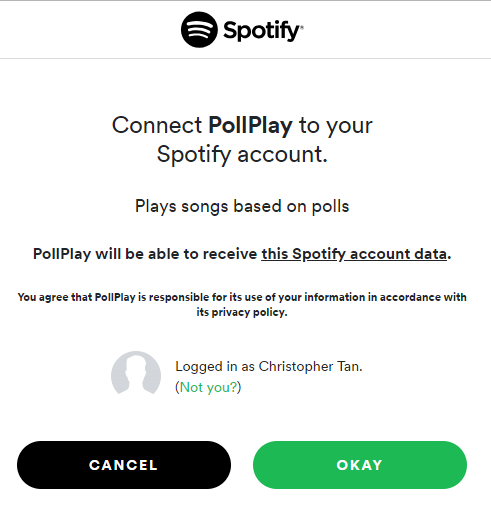 Spotify®
Connect PollPlay to your
Spotify account.
Plays songs based on polls
PollPlay will be able to receive this Spotify account data.
You agree that PollPlay is responsible for its use of your information in accordance with
its privacy policy.
Logged in as Christopher Tan.
(Not you?)
CANCEL
OKAY